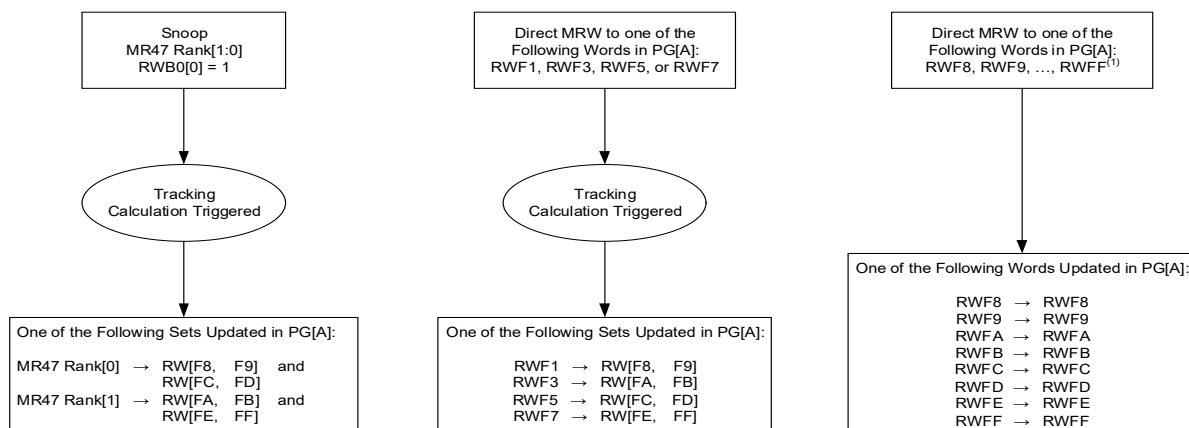 Snoop
MR47 Rank[1:0]
RWB0[0] = 1
Tracking
Calculation Triggered
One of the Following Sets Updated in PG[A]:
MR47 Rank[0] → RW[F8, F9] and
RW[FC, FD]
MR47 Rank[1] → RW[FA, FB] and
RW[FE, FF]
Direct MRW to one of the
Following Words in PG[A]:
RWF1, RWF3, RWF5, or RWF7
Tracking
Calculation Triggered
One of the Following Sets Updated in PG[A]:
RWF1 → RW[F8, F9]
RWF3 → RW[FA, FB]
RWF5 → RW[FC, FD]
RWF7 → RW[FE, FF]
Direct MRW to one of the
Following Words in PG[A]:
RWF8, RWF9, ..., RWFF(1)
One of the Following Words Updated in PG[A]:
RWF8 → RWF8
RWF9 → RWF9
RWFA → RWFA
RWFB → RWFB
RWFC → RWFC
RWFD → RWFD
RWFE → RWFE
RWFF → RWFF